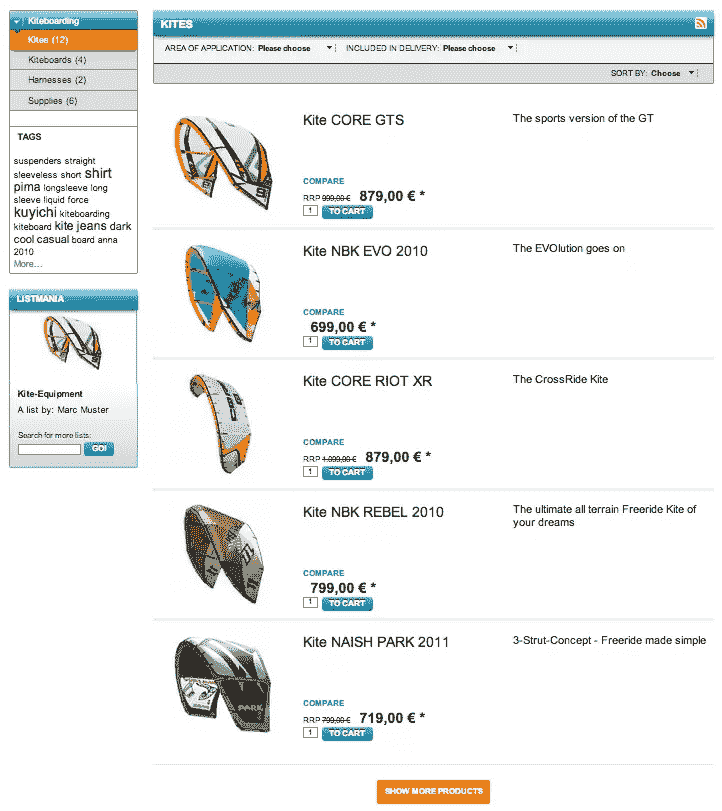 Kiteboarding
Kites (12)
Kiteboards (4)
Harnesses (2)
Supplies (6)
TAGS
suspenders straight
sleeveless short shirt
pima longsleeve long
sleeve liquid force
kuyichi kiteboarding
kiteboard kite jeans dark
cool casual board anna
2010
More...
LISTMANIA
Kite-Equipment
A list by: Marc Muster
Search for more lists:
GO!
KITES
AREA OF APPLICATION: Please choose INCLUDED IN DELIVERY: Please choose
SORT BY: Choose
Kite CORE GTS
The sports version of the GT
COMPARE
RRP 999,00 € 879,00 € *
1 TO CART
Kite NBK EVO 2010
The EVOlution goes on
COMPARE
699,00 € *
1 TO CART
Kite CORE RIOT XR
The CrossRide Kite
COMPARE
RRP 1.099,00 € 879,00 € *
1 TO CART
Kite NBK REBEL 2010
The ultimate all terrain Freeride Kite of
your dreams
COMPARE
799,00 € *
1 TO CART
Kite NAISH PARK 2011
3-Strut-Concept - Freeride made simple
PARK
COMPARE
RRP 799,00 € 719,00 € *
1 TO CART
SHOW MORE PRODUCTS